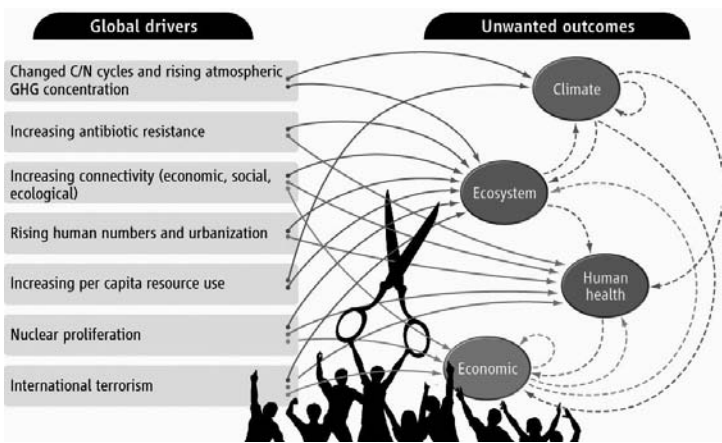 Global drivers
Unwanted outcomes
Changed C/N cycles and rising atmospheric
GHG concentration
Increasing antibiotic resistance
Increasing connectivity (economic, social,
ecological)
Rising human numbers and urbanization
Increasing per capita resource use
Nuclear proliferation
International terrorism
Climate
Ecosystem
Human
health
Economic